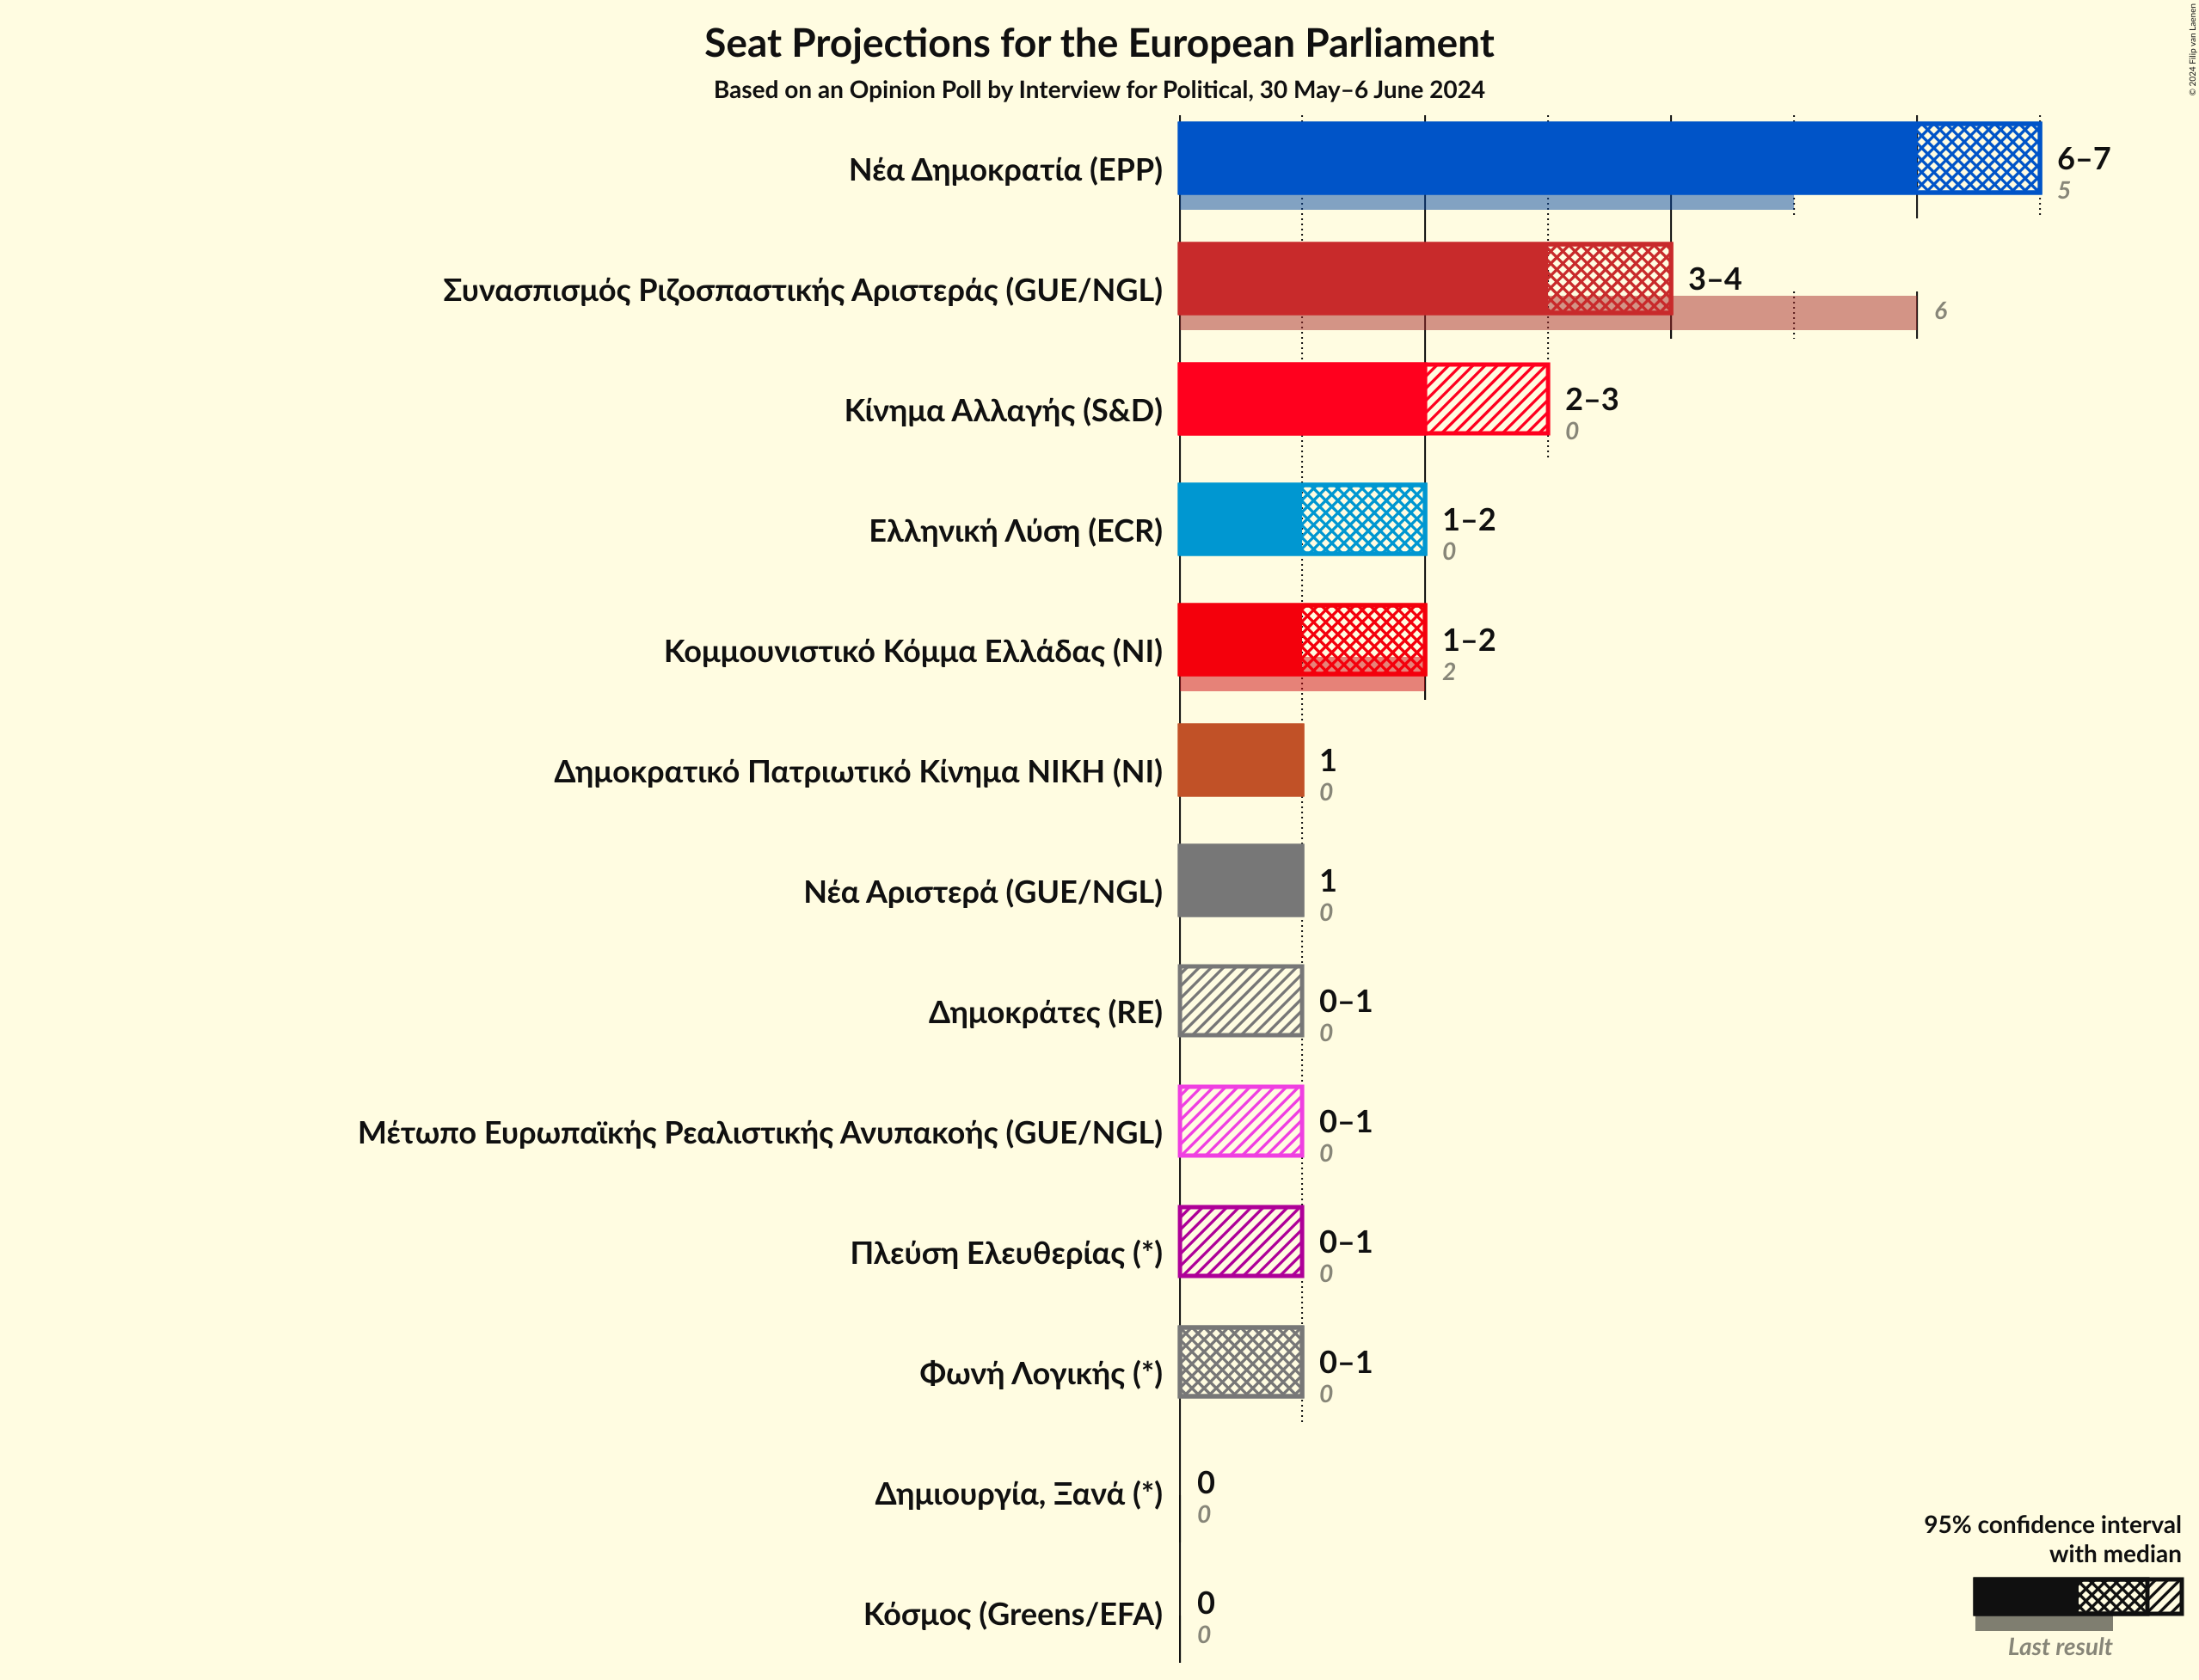 Seat Projections for the European Parliament
Based on an Opinion Poll by Interview for Political, 30 May–6 June 2024
© 2024 Filip van Laenen
Νέα Δημοκρατία (EPP)
6–7
5
Συνασπισμός Ριζοσπαστικής Αριστεράς (GUE/NGL)
3–4
6
Κίνημα Αλλαγής (S&D)
2–3
0
Ελληνική Λύση (ECR)
1–2
0
Κομμουνιστικό Κόμμα Ελλάδας (NI)
1–2
2
Δημοκρατικό Πατριωτικό Κίνημα ΝΙΚΗ (NI)
1
0
Νέα Αριστερά (GUE/NGL)
1
0
Δημοκράτες (RE)
0–1
0
Μέτωπο Ευρωπαϊκής Ρεαλιστικής Ανυπακοής (GUE/NGL)
0–1
0
Πλεύση Ελευθερίας (*)
0–1
0
Φωνή Λογικής (*)
0–1
0
Δημιουργία, Ξανά (*)
0
0
Κόσμος (Greens/EFA)
0
0
95% confidence interval
with median
Last result